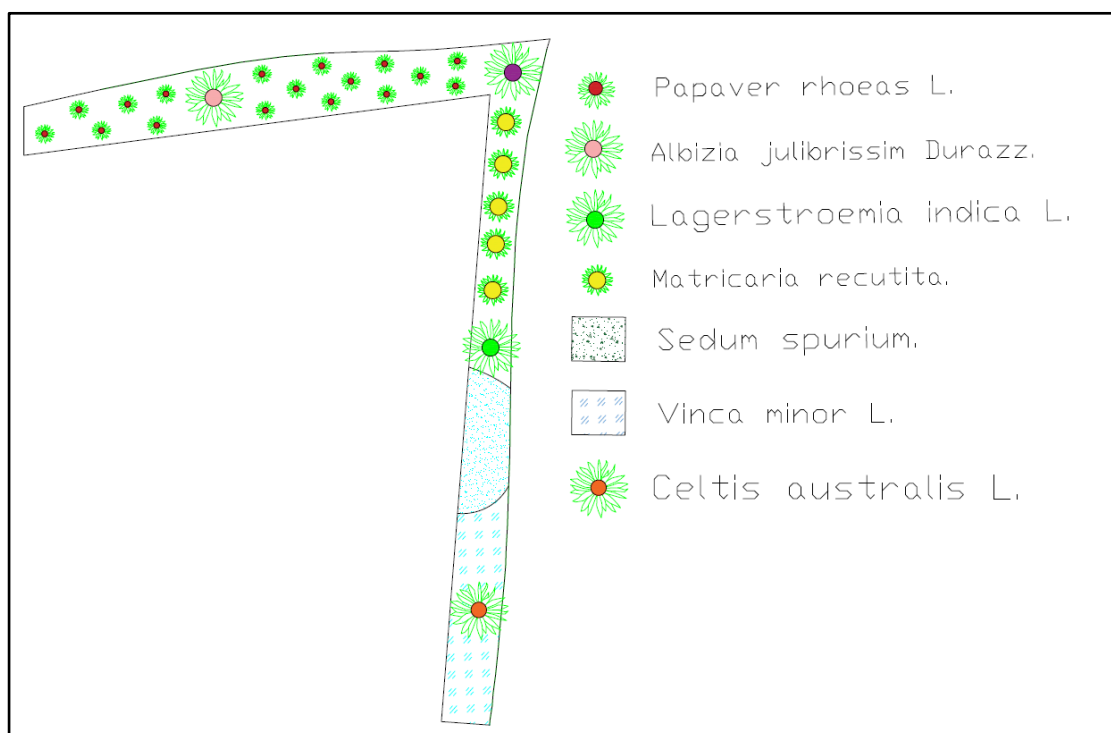 Papaver rhoeas L.
Albizia julibrissim Durazz.
Lagerstroemia indica L.
Matricaria recutita.
Sedum spurium.
Vinca minor L.
Celtis australis L.